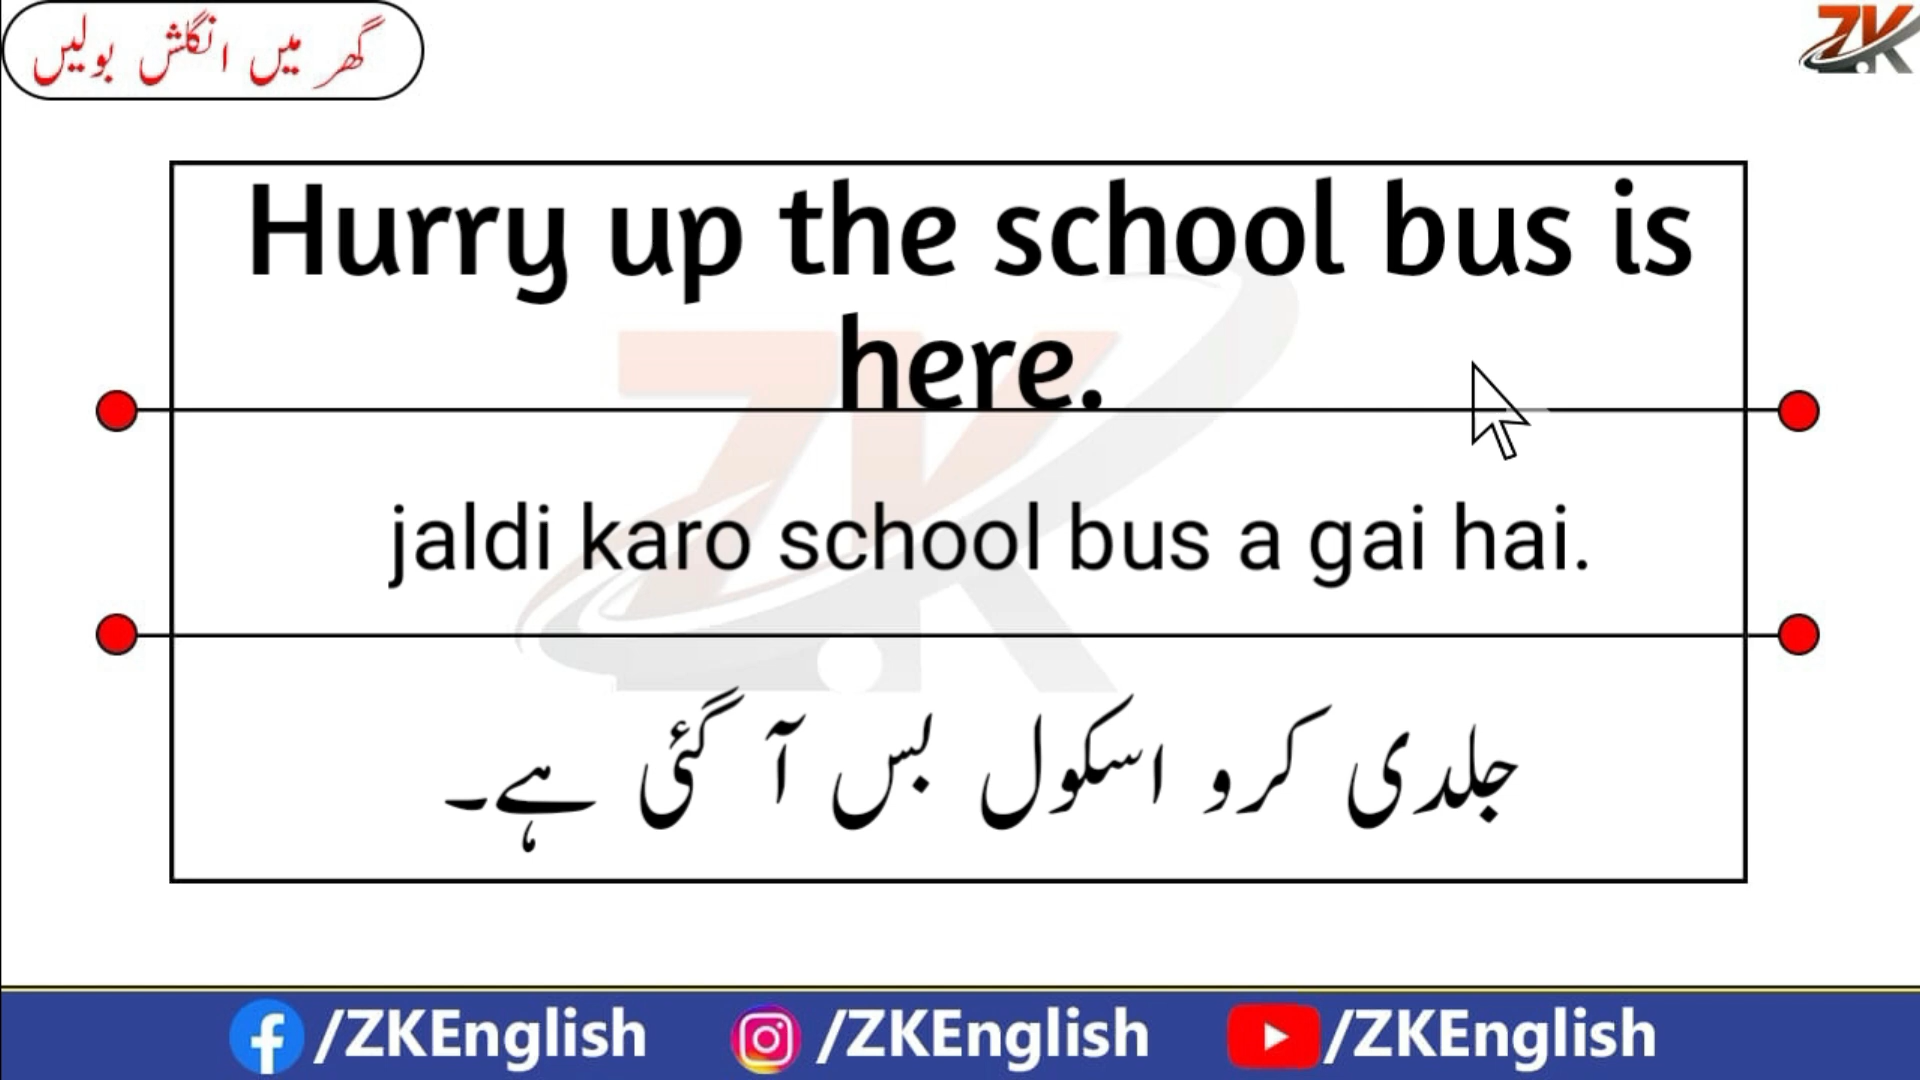 گھر میں انگلش بولیں
ZK
Hurry up the school bus is
here.
jaldi karo school bus a gai hai.
جلدی کرو اسکول بس آ گئی ہے۔
/ZKEnglish /ZKEnglish /ZKEnglish